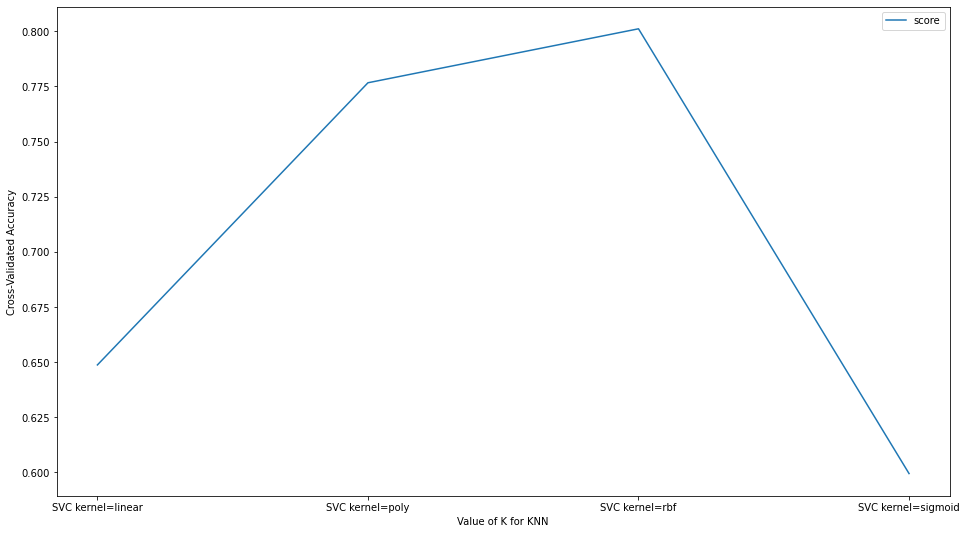 score
Cross-Validated Accuracy
0.800
0.775
0.750
0.725
0.700
0.675
0.650
0.625
0.600
SVC kernel=linear
SVC kernel=poly
SVC kernel=rbf
SVC kernel=sigmoid
Value of K for KNN